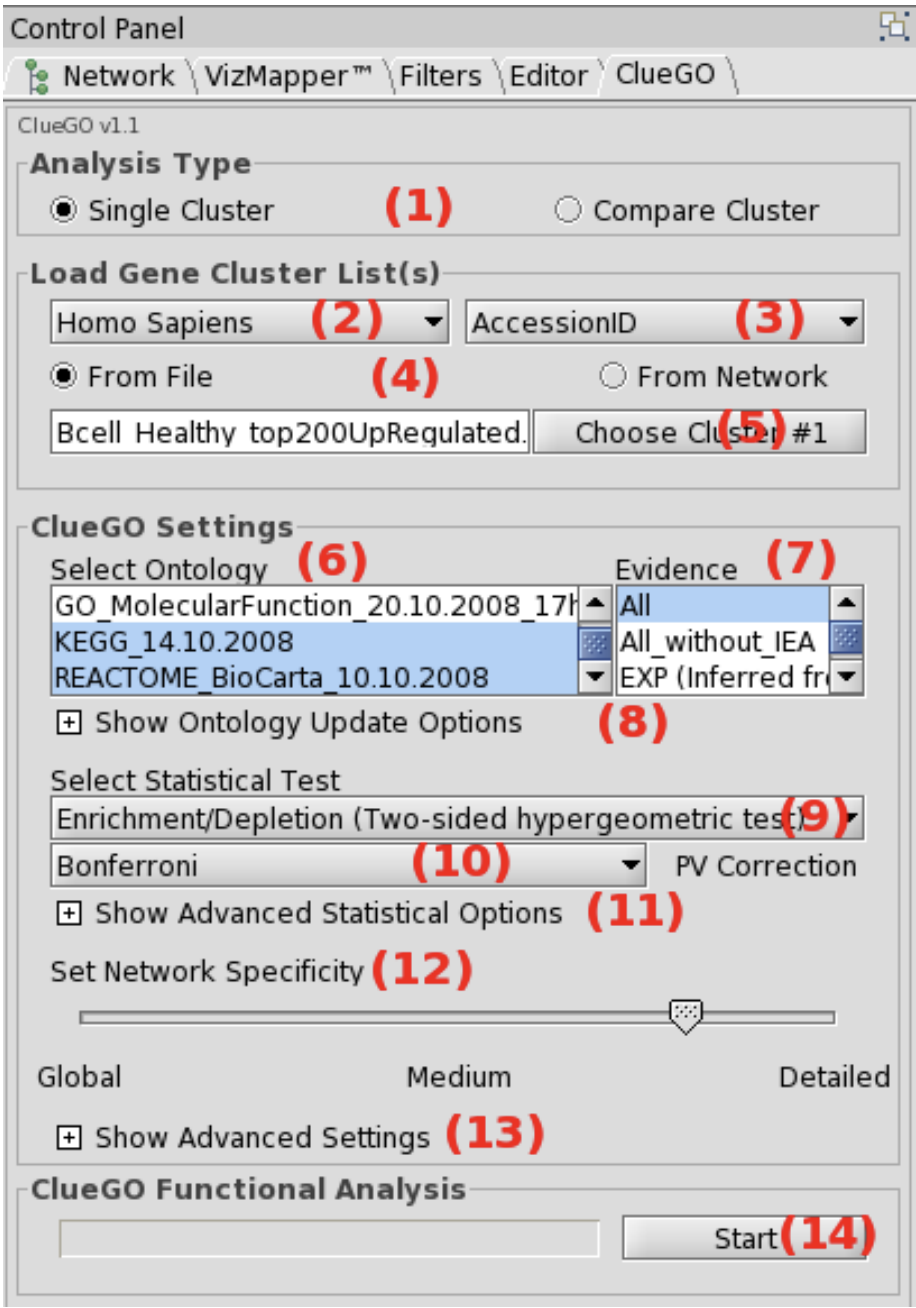 Control Panel
Network VizMapper™ Filters Editor ClueGO
ClueGO v1.1
Analysis Type
Single Cluster (1) Compare Cluster
Load Gene Cluster List(s)
Homo Sapiens (2) AccessionID (3)
From File (4) From Network
Bcell Healthy top200UpRegulated. Choose Cluster #1 (5)
ClueGO Settings
Select Ontology (6) Evidence (7)
GO_MolecularFunction_20.10.2008_17h All
KEGG_14.10.2008 All_without_IEA
REACTOME_BioCarta_10.10.2008 EXP (Inferred fr
Show Ontology Update Options (8)
Select Statistical Test
Enrichment/Depletion (Two-sided hypergeometric test) (9)
Bonferroni (10) PV Correction
Show Advanced Statistical Options (11)
Set Network Specificity (12)
Global Medium Detailed
Show Advanced Settings (13)
ClueGO Functional Analysis
Start (14)